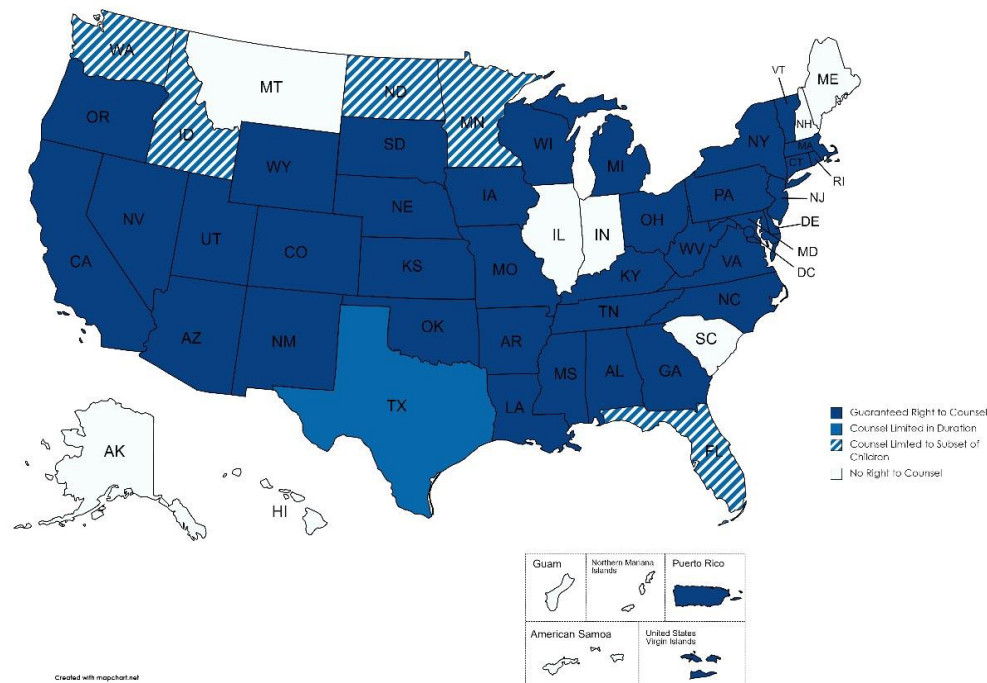 WA
MT
ND
MN
VT
ME
OR
ID
SD
WI
MI
NY
NH
MA
CT
RI
WY
IA
PA
NJ
NV
NE
IL
IN
OH
DE
UT
CO
MD
CA
KS
MO
WV
VA
DC
KY
NC
TN
AZ
NM
OK
AR
SC
MS
AL
GA
TX
LA
FL
AK
HI
Guaranteed Right to Counsel
Counsel Limited in Duration
Counsel Limted to Subset of
Children
No Right to Counsel
Guam
Northern Mariana
Islands
Puerto Rico
American Samoa
United States
Virgin Islands
Created with mapchart.net